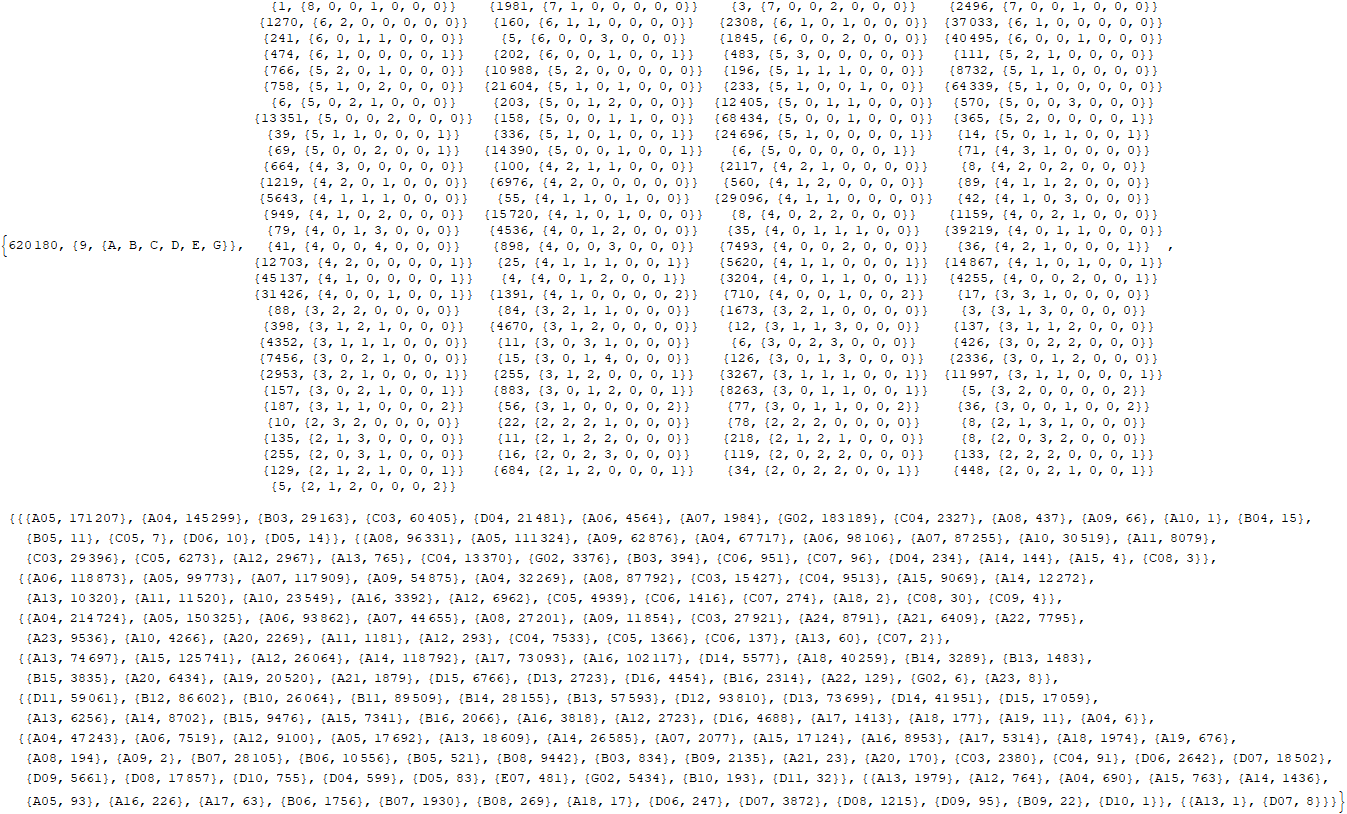 {1, {8, 0, 0, 1, 0, 0, 0}} {1981, {7, 1, 0, 0, 0, 0, 0}} {3, {7, 0, 0, 2, 0, 0, 0}} {2496, {7, 0, 0, 1, 0, 0, 0}}
{1270, {6, 2, 0, 0, 0, 0, 0}} {160, {6, 1, 1, 0, 0, 0, 0}} {2308, {6, 1, 0, 1, 0, 0, 0}} {37033, {6, 1, 0, 0, 0, 0, 0}}
{241, {6, 0, 1, 1, 0, 0, 0}} {5, {6, 0, 0, 3, 0, 0, 0}} {1845, {6, 0, 0, 2, 0, 0, 0}} {40495, {6, 0, 0, 1, 0, 0, 0}}
{474, {6, 1, 0, 0, 0, 0, 1}} {202, {6, 0, 0, 1, 0, 0, 1}} {483, {5, 3, 0, 0, 0, 0, 0}} {111, {5, 2, 1, 0, 0, 0, 0}}
{766, {5, 2, 0, 1, 0, 0, 0}} {10988, {5, 2, 0, 0, 0, 0, 0}} {196, {5, 1, 1, 1, 0, 0, 0}} {8732, {5, 1, 1, 0, 0, 0, 0}}
{758, {5, 1, 0, 2, 0, 0, 0}} {21604, {5, 1, 0, 1, 0, 0, 0}} {233, {5, 1, 0, 0, 1, 0, 0}} {64339, {5, 1, 0, 0, 0, 0, 0}}
{6, {5, 0, 2, 1, 0, 0, 0}} {203, {5, 0, 1, 2, 0, 0, 0}} {12405, {5, 0, 1, 1, 0, 0, 0}} {570, {5, 0, 0, 3, 0, 0, 0}}
{13351, {5, 0, 0, 2, 0, 0, 0}} {158, {5, 0, 0, 1, 1, 0, 0}} {68434, {5, 0, 0, 1, 0, 0, 0}} {365, {5, 2, 0, 0, 0, 0, 1}}
{39, {5, 1, 1, 0, 0, 0, 1}} {336, {5, 1, 0, 1, 0, 0, 1}} {24696, {5, 1, 0, 0, 0, 0, 1}} {14, {5, 0, 1, 1, 0, 0, 1}}
{69, {5, 0, 0, 2, 0, 0, 1}} {14390, {5, 0, 0, 1, 0, 0, 1}} {6, {5, 0, 0, 0, 0, 0, 1}} {71, {4, 3, 1, 0, 0, 0, 0}}
{664, {4, 3, 0, 0, 0, 0, 0}} {100, {4, 2, 1, 1, 0, 0, 0}} {2117, {4, 2, 1, 0, 0, 0, 0}} {8, {4, 2, 0, 2, 0, 0, 0}}
{1219, {4, 2, 0, 1, 0, 0, 0}} {6976, {4, 2, 0, 0, 0, 0, 0}} {560, {4, 1, 2, 0, 0, 0, 0}} {89, {4, 1, 1, 2, 0, 0, 0}}
{5643, {4, 1, 1, 1, 0, 0, 0}} {55, {4, 1, 1, 0, 1, 0, 0}} {29096, {4, 1, 1, 0, 0, 0, 0}} {42, {4, 1, 0, 3, 0, 0, 0}}
{949, {4, 1, 0, 2, 0, 0, 0}} {15720, {4, 1, 0, 1, 0, 0, 0}} {8, {4, 0, 2, 2, 0, 0, 0}} {1159, {4, 0, 2, 1, 0, 0, 0}}
{79, {4, 0, 1, 3, 0, 0, 0}} {4536, {4, 0, 1, 2, 0, 0, 0}} {35, {4, 0, 1, 1, 1, 0, 0}} {39219, {4, 0, 1, 1, 0, 0, 0}}
{620180, {9, {A, B, C, D, E, G}}, {41, {4, 0, 0, 4, 0, 0, 0}} {898, {4, 0, 0, 3, 0, 0, 0}} {7493, {4, 0, 0, 2, 0, 0, 0}} {36, {4, 2, 1, 0, 0, 0, 1}} ,
{12703, {4, 2, 0, 0, 0, 0, 1}} {25, {4, 1, 1, 1, 0, 0, 1}} {5620, {4, 1, 1, 0, 0, 0, 1}} {14867, {4, 1, 0, 1, 0, 0, 1}}
{45137, {4, 1, 0, 0, 0, 0, 1}} {4, {4, 0, 1, 2, 0, 0, 1}} {3204, {4, 0, 1, 1, 0, 0, 1}} {4255, {4, 0, 0, 2, 0, 0, 1}}
{31426, {4, 0, 0, 1, 0, 0, 1}} {1391, {4, 1, 0, 0, 0, 0, 2}} {710, {4, 0, 0, 1, 0, 0, 2}} {17, {3, 3, 1, 0, 0, 0, 0}}
{88, {3, 2, 2, 0, 0, 0, 0}} {84, {3, 2, 1, 1, 0, 0, 0}} {1673, {3, 2, 1, 0, 0, 0, 0}} {3, {3, 1, 3, 0, 0, 0, 0}}
{398, {3, 1, 2, 1, 0, 0, 0}} {4670, {3, 1, 2, 0, 0, 0, 0}} {12, {3, 1, 1, 3, 0, 0, 0}} {137, {3, 1, 1, 2, 0, 0, 0}}
{4352, {3, 1, 1, 1, 0, 0, 0}} {11, {3, 0, 3, 1, 0, 0, 0}} {6, {3, 0, 2, 3, 0, 0, 0}} {426, {3, 0, 2, 2, 0, 0, 0}}
{7456, {3, 0, 2, 1, 0, 0, 0}} {15, {3, 0, 1, 4, 0, 0, 0}} {126, {3, 0, 1, 3, 0, 0, 0}} {2336, {3, 0, 1, 2, 0, 0, 0}}
{2953, {3, 2, 1, 0, 0, 0, 1}} {255, {3, 1, 2, 0, 0, 0, 1}} {3267, {3, 1, 1, 1, 0, 0, 1}} {11997, {3, 1, 1, 0, 0, 0, 1}}
{157, {3, 0, 2, 1, 0, 0, 1}} {883, {3, 0, 1, 2, 0, 0, 1}} {8263, {3, 0, 1, 1, 0, 0, 1}} {5, {3, 2, 0, 0, 0, 0, 2}}
{187, {3, 1, 1, 0, 0, 0, 2}} {56, {3, 1, 0, 0, 0, 0, 2}} {77, {3, 0, 1, 1, 0, 0, 2}} {36, {3, 0, 0, 1, 0, 0, 2}}
{10, {2, 3, 2, 0, 0, 0, 0}} {22, {2, 2, 2, 1, 0, 0, 0}} {78, {2, 2, 2, 0, 0, 0, 0}} {8, {2, 1, 3, 1, 0, 0, 0}}
{135, {2, 1, 3, 0, 0, 0, 0}} {11, {2, 1, 2, 2, 0, 0, 0}} {218, {2, 1, 2, 1, 0, 0, 0}} {8, {2, 0, 3, 2, 0, 0, 0}}
{255, {2, 0, 3, 1, 0, 0, 0}} {16, {2, 0, 2, 3, 0, 0, 0}} {119, {2, 0, 2, 2, 0, 0, 0}} {133, {2, 2, 2, 0, 0, 0, 1}}
{129, {2, 1, 2, 1, 0, 0, 1}} {684, {2, 1, 2, 0, 0, 0, 1}} {34, {2, 0, 2, 2, 0, 0, 1}} {448, {2, 0, 2, 1, 0, 0, 1}}
{5, {2, 1, 2, 0, 0, 0, 2}}
{{{A05, 171207}, {A04, 145299}, {B03, 29163}, {C03, 60405}, {D04, 21481}, {A06, 4564}, {A07, 1984}, {G02, 183189}, {C04, 2327}, {A08, 437}, {A09, 66}, {A10, 1}, {B04, 15},
{B05, 11}, {C05, 7}, {D06, 10}, {D05, 14}}, {{A08, 96331}, {A05, 111324}, {A09, 62876}, {A04, 67717}, {A06, 98106}, {A07, 87255}, {A10, 30519}, {A11, 8079},
{C03, 29396}, {C05, 6273}, {A12, 2967}, {A13, 765}, {C04, 13370}, {G02, 3376}, {B03, 394}, {C06, 951}, {C07, 96}, {D04, 234}, {A14, 144}, {A15, 4}, {C08, 3}},
{{A06, 118873}, {A05, 99773}, {A07, 117909}, {A09, 54875}, {A04, 32269}, {A08, 87792}, {C03, 15427}, {C04, 9513}, {A15, 9069}, {A14, 12272},
{A13, 10320}, {A11, 11520}, {A10, 23549}, {A16, 3392}, {A12, 6962}, {C05, 4939}, {C06, 1416}, {C07, 274}, {A18, 2}, {C08, 30}, {C09, 4}},
{{A04, 214724}, {A05, 150325}, {A06, 93862}, {A07, 44655}, {A08, 27201}, {A09, 11854}, {C03, 27921}, {A24, 8791}, {A21, 6409}, {A22, 7795},
{A23, 9536}, {A10, 4266}, {A20, 2269}, {A11, 1181}, {A12, 293}, {C04, 7533}, {C05, 1366}, {C06, 137}, {A13, 60}, {C07, 2}},
{{A13, 74697}, {A15, 125741}, {A12, 26064}, {A14, 118792}, {A17, 73093}, {A16, 102117}, {D14, 5577}, {A18, 40259}, {B14, 3289}, {B13, 1483},
{B15, 3835}, {A20, 6434}, {A19, 20520}, {A21, 1879}, {D15, 6766}, {D13, 2723}, {D16, 4454}, {B16, 2314}, {A22, 129}, {G02, 6}, {A23, 8}},
{{D11, 59061}, {B12, 86602}, {B10, 26064}, {B11, 89509}, {B14, 28155}, {B13, 57593}, {D12, 93810}, {D13, 73699}, {D14, 41951}, {D15, 17059},
{A13, 6256}, {A14, 8702}, {B15, 9476}, {A15, 7341}, {B16, 2066}, {A16, 3818}, {A12, 2723}, {D16, 4688}, {A17, 1413}, {A18, 177}, {A19, 11}, {A04, 6}},
{{A04, 47243}, {A06, 7519}, {A12, 9100}, {A05, 17692}, {A13, 18609}, {A14, 26585}, {A07, 2077}, {A15, 17124}, {A16, 8953}, {A17, 5314}, {A18, 1974}, {A19, 676},
{A08, 194}, {A09, 2}, {B07, 28105}, {B06, 10556}, {B05, 521}, {B08, 9442}, {B03, 834}, {B09, 2135}, {A21, 23}, {A20, 170}, {C03, 2380}, {C04, 91}, {D06, 2642}, {D07, 18502},
{D09, 5661}, {D08, 17857}, {D10, 755}, {D04, 599}, {D05, 83}, {E07, 481}, {G02, 5434}, {B10, 193}, {D11, 32}}, {{A13, 1979}, {A12, 764}, {A04, 690}, {A15, 763}, {A14, 1436},
{A05, 93}, {A16, 226}, {A17, 63}, {B06, 1756}, {B07, 1930}, {B08, 269}, {A18, 17}, {D06, 247}, {D07, 3872}, {D08, 1215}, {D09, 95}, {B09, 22}, {D10, 1}}, {{A13, 1}, {D07, 8}}}}